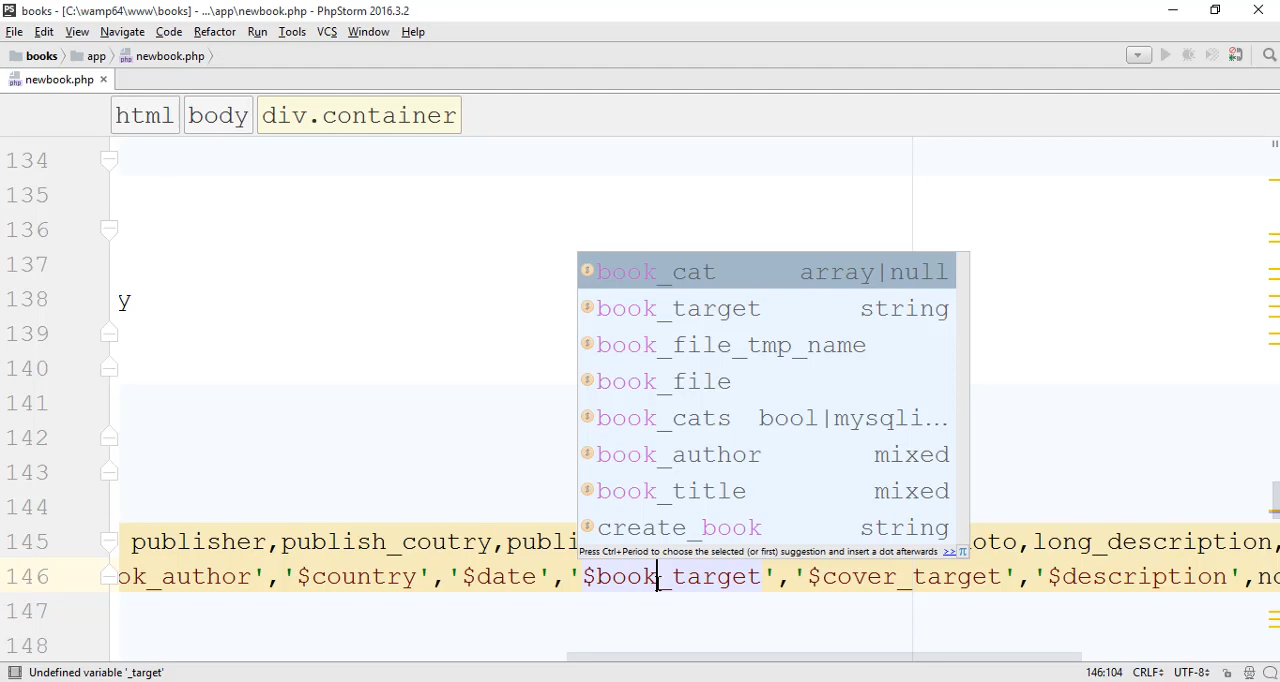 PS books - [C:\wamp64\www\books] - ...\app\newbook.php - PhpStorm 2016.3.2
File Edit View Navigate Code Refactor Run Tools VCS Window Help
books app php newbook.php
php newbook.php
html body div.container
134
135
136
137
138 y
139
140
141
142
143
144
145 publisher,publish_coutry,publi oto,long_description,
146 ok_author','$country','$date','$book_target','$cover_target','$description',no
147
148
book_cat array|null
book_target string
book_file_tmp_name
book_file
book_cats bool|mysqli...
book_author mixed
book_title mixed
create_book string
Press Ctrl+Period to choose the selected (or first) suggestion and insert a dot afterwards >> π
Undefined variable '_target' 146:104 CRLF UTF-8